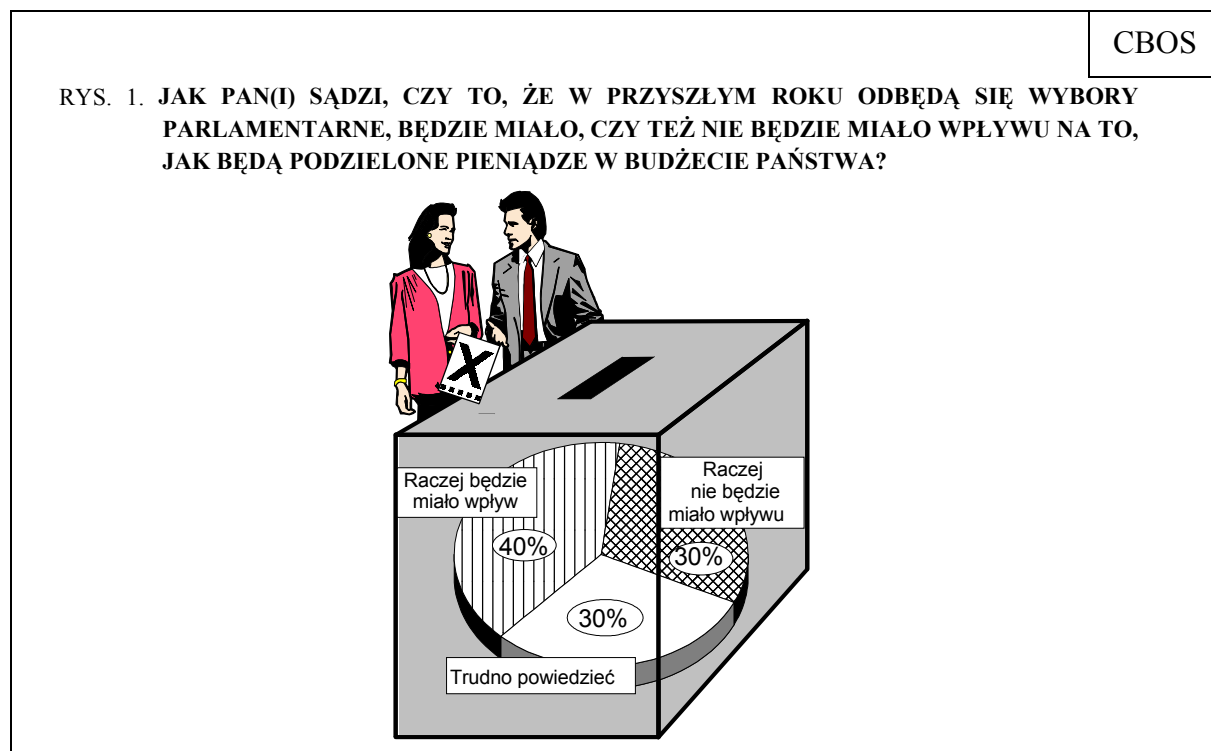 CBOS
RYS. 1. JAK PAN(I) SĄDZI, CZY TO, ŻE W PRZYSZŁYM ROKU ODBĘDĄ SIĘ WYBORY
PARLAMENTARNE, BĘDZIE MIAŁO, CZY TEŻ NIE BĘDZIE MIAŁO WPŁYWU NA TO,
JAK BĘDĄ PODZIELONE PIENIĄDZE W BUDŻECIE PAŃSTWA?
X
Raczej będzie
miało wpływ
40%
Raczej
nie będzie
miało wpływu
30%
30%
Trudno powiedzieć